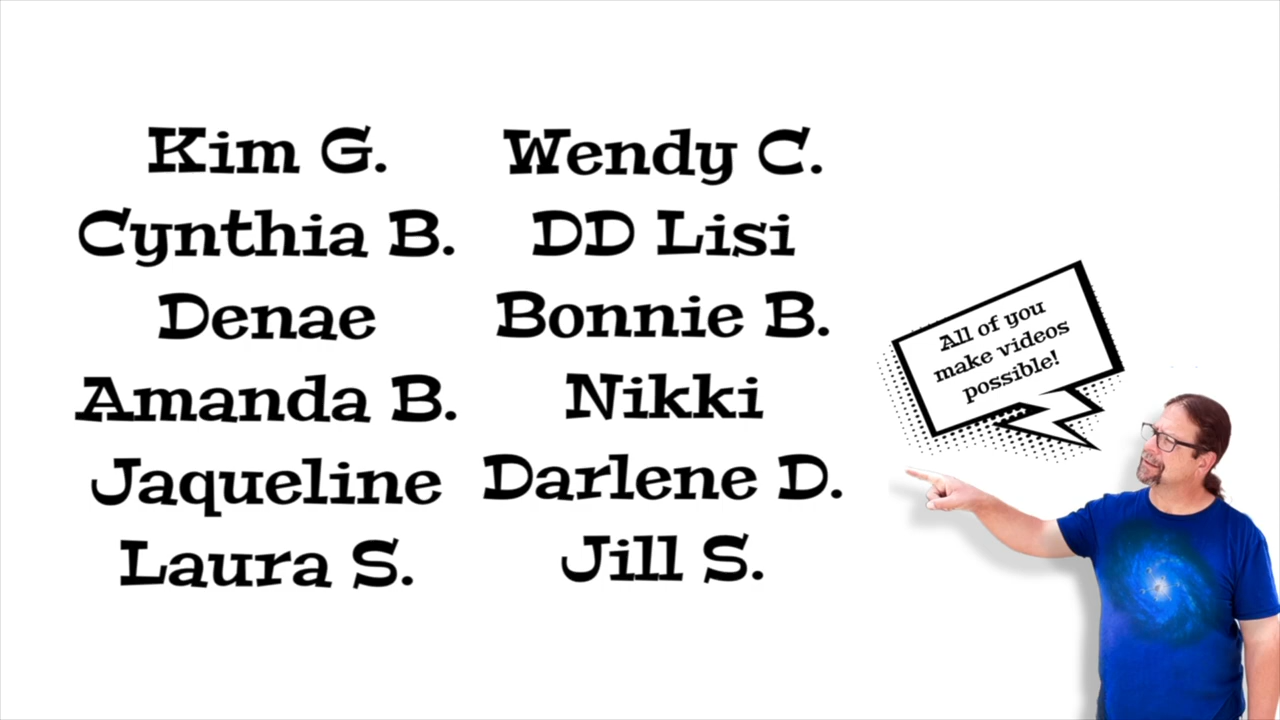 Kim G.
Cynthia B.
Denae
Amanda B.
Jaqueline
Laura S.
Wendy C.
DD Lisi
Bonnie B.
Nikki
Darlene D.
Jill S.
All of you
make videos
possible!